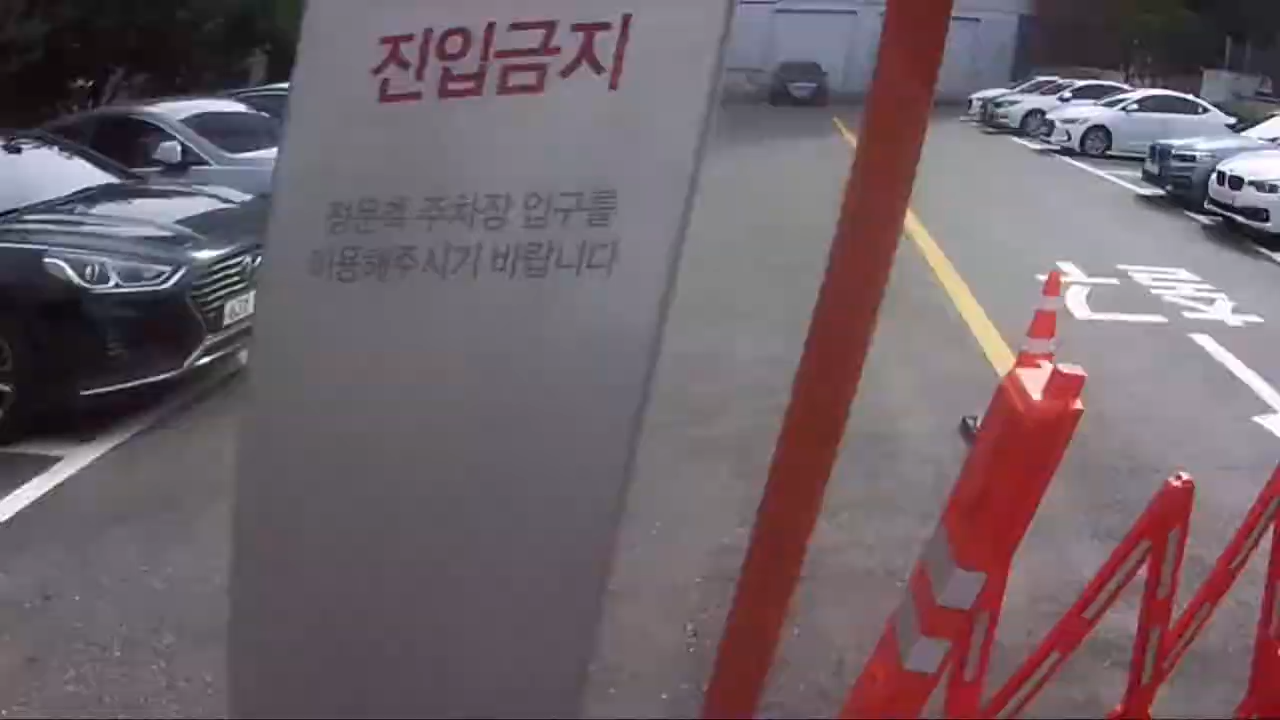 진입금지
정문측 주차장 입구를
이용해주시기 바랍니다